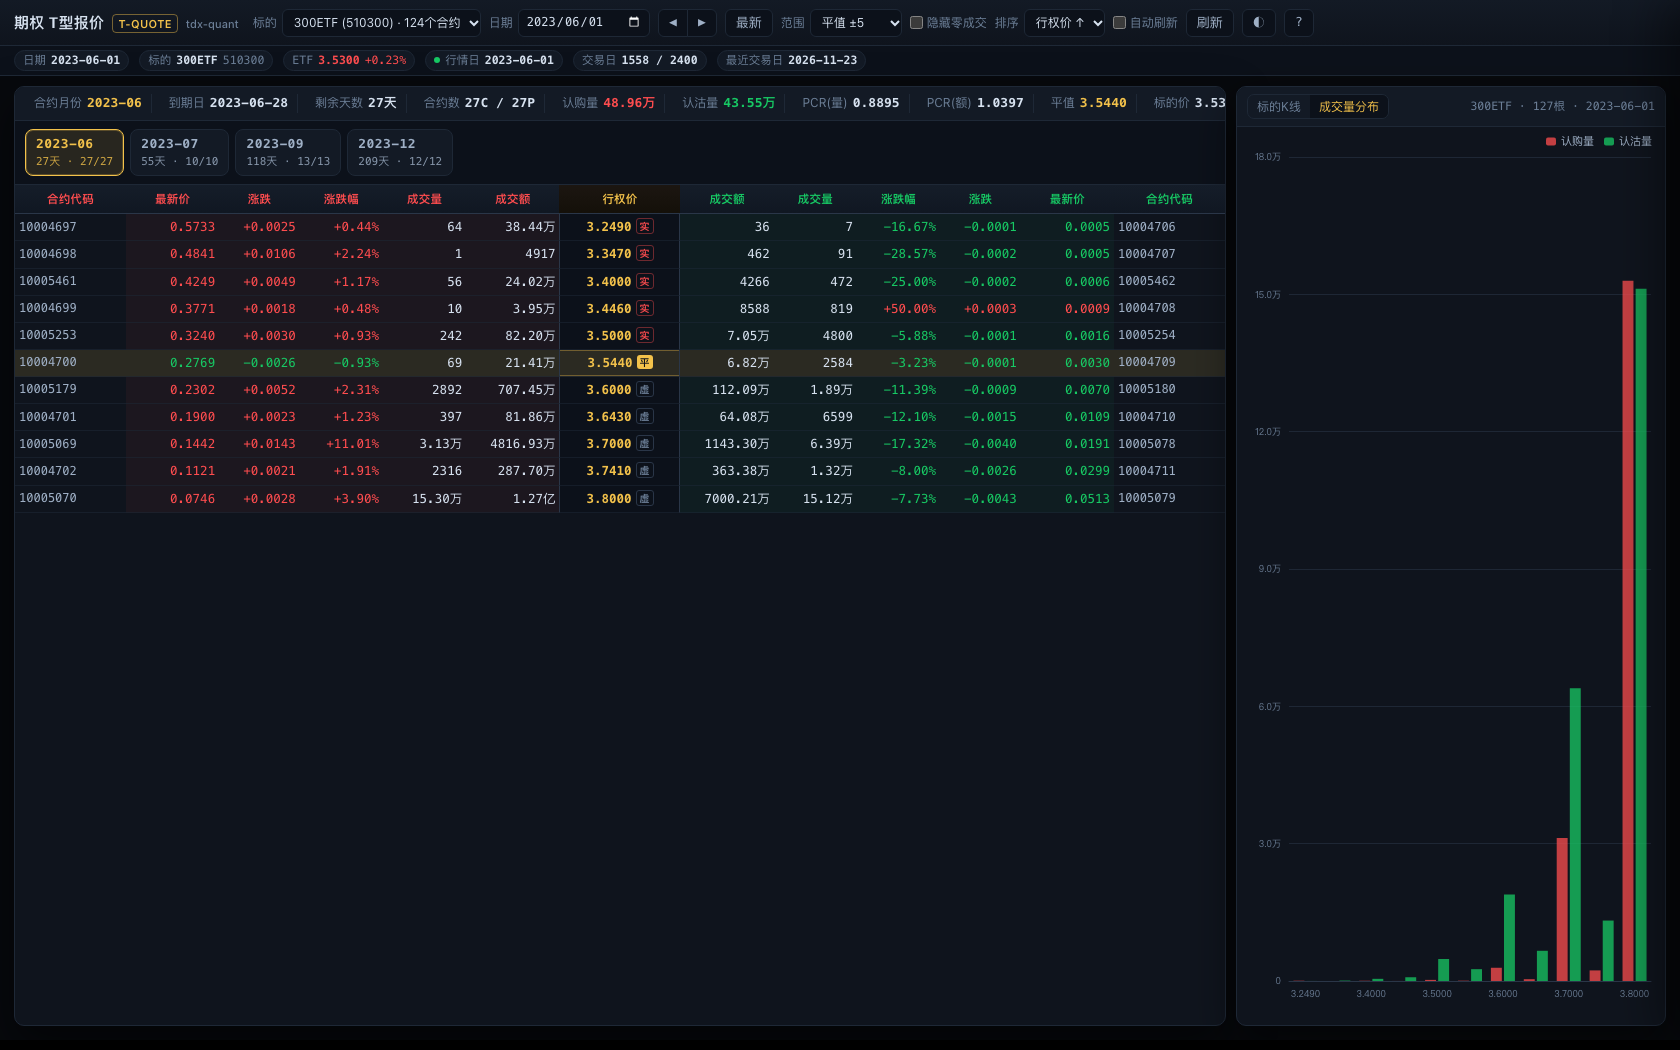 期权 T型报价 T-QUOTE tdx-quant 标的 300ETF (510300) · 124个合约 日期 2023/06/01 ◀ ▶ 最新 范围 平值 ±5 隐藏零成交 排序 行权价 ↑ 自动刷新 刷新 ◐ ?
日期 2023-06-01 标的 300ETF 510300 ETF 3.5300 +0.23% 行情日 2023-06-01 交易日 1558 / 2400 最近交易日 2026-11-23
合约月份 2023-06 到期日 2023-06-28 剩余天数 27天 合约数 27C / 27P 认购量 48.96万 认沽量 43.55万 PCR(量) 0.8895 PCR(额) 1.0397 平值 3.5440 标的价 3.53
2023-06 2023-07 2023-09 2023-12
27天 · 27/27 55天 · 10/10 118天 · 13/13 209天 · 12/12
合约代码 最新价 涨跌 涨跌幅 成交量 成交额 行权价 成交额 成交量 涨跌幅 涨跌 最新价 合约代码
10004697 0.5733 +0.0025 +0.44% 64 38.44万 3.2490 实 36 7 -16.67% -0.0001 0.0005 10004706
10004698 0.4841 +0.0106 +2.24% 1 4917 3.3470 实 462 91 -28.57% -0.0002 0.0005 10004707
10005461 0.4249 +0.0049 +1.17% 56 24.02万 3.4000 实 4266 472 -25.00% -0.0002 0.0006 10005462
10004699 0.3771 +0.0018 +0.48% 10 3.95万 3.4460 实 8588 819 +50.00% +0.0003 0.0009 10004708
10005253 0.3240 +0.0030 +0.93% 242 82.20万 3.5000 实 7.05万 4800 -5.88% -0.0001 0.0016 10005254
10004700 0.2769 -0.0026 -0.93% 69 21.41万 3.5440 平 6.82万 2584 -3.23% -0.0001 0.0030 10004709
10005179 0.2302 +0.0052 +2.31% 2892 707.45万 3.6000 虚 112.09万 1.89万 -11.39% -0.0009 0.0070 10005180
10004701 0.1900 +0.0023 +1.23% 397 81.86万 3.6430 虚 64.08万 6599 -12.10% -0.0015 0.0109 10004710
10005069 0.1442 +0.0143 +11.01% 3.13万 4816.93万 3.7000 虚 1143.30万 6.39万 -17.32% -0.0040 0.0191 10005078
10004702 0.1121 +0.0021 +1.91% 2316 287.70万 3.7410 虚 363.38万 1.32万 -8.00% -0.0026 0.0299 10004711
10005070 0.0746 +0.0028 +3.90% 15.30万 1.27亿 3.8000 虚 7000.21万 15.12万 -7.73% -0.0043 0.0513 10005079
标的K线 成交量分布 300ETF · 127根 · 2023-06-01
认购量 认沽量
18.0万
15.0万
12.0万
9.0万
6.0万
3.0万
0
3.2490 3.4000 3.5000 3.6000 3.7000 3.8000